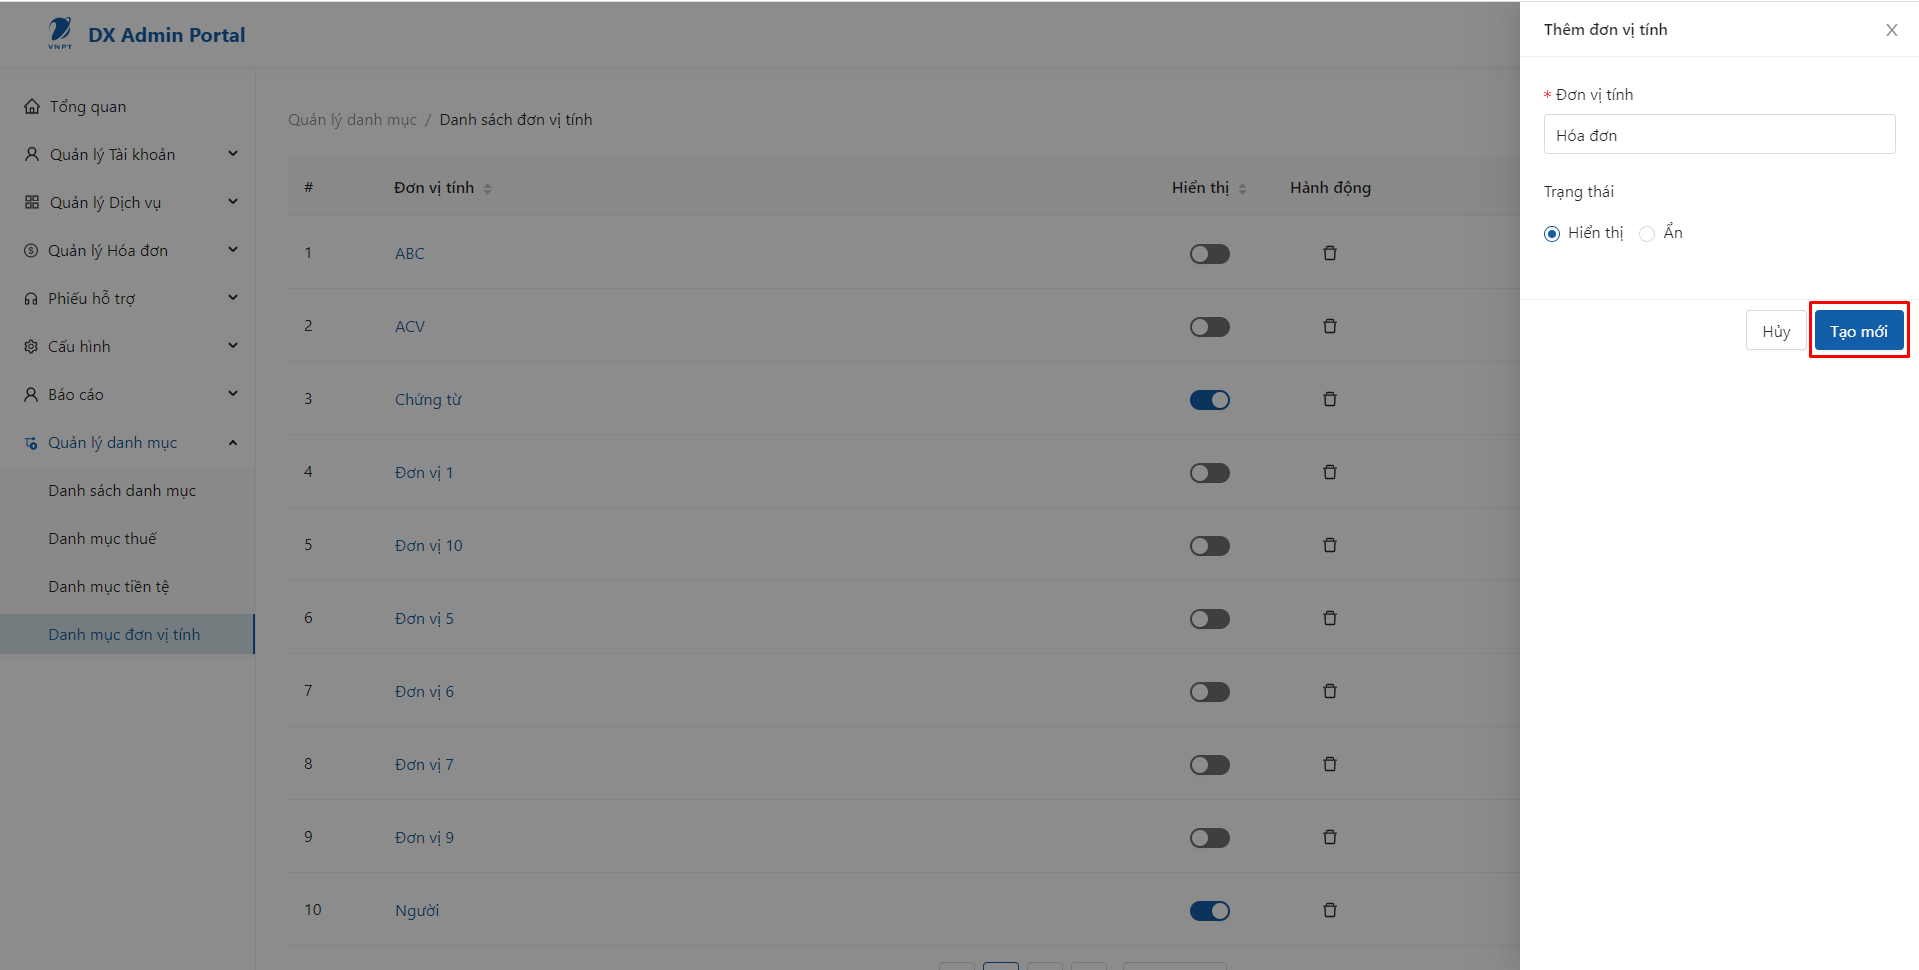 VNPT
DX Admin Portal
Tổng quan
Quản lý Tài khoản
Quản lý Dịch vụ
Quản lý Hóa đơn
Phiếu hỗ trợ
Cấu hình
Báo cáo
Quản lý danh mục
Danh sách danh mục
Danh mục thuế
Danh mục tiền tệ
Danh mục đơn vị tính
Quản lý danh mục / Danh sách đơn vị tính
# Đơn vị tính Hiển thị Hành động
1 ABC
2 ACV
3 Chứng từ
4 Đơn vị 1
5 Đơn vị 10
6 Đơn vị 5
7 Đơn vị 6
8 Đơn vị 7
9 Đơn vị 9
10 Người
Thêm đơn vị tính
* Đơn vị tính
Hóa đơn
Trạng thái
Hiển thị Ẩn
Hủy Tạo mới